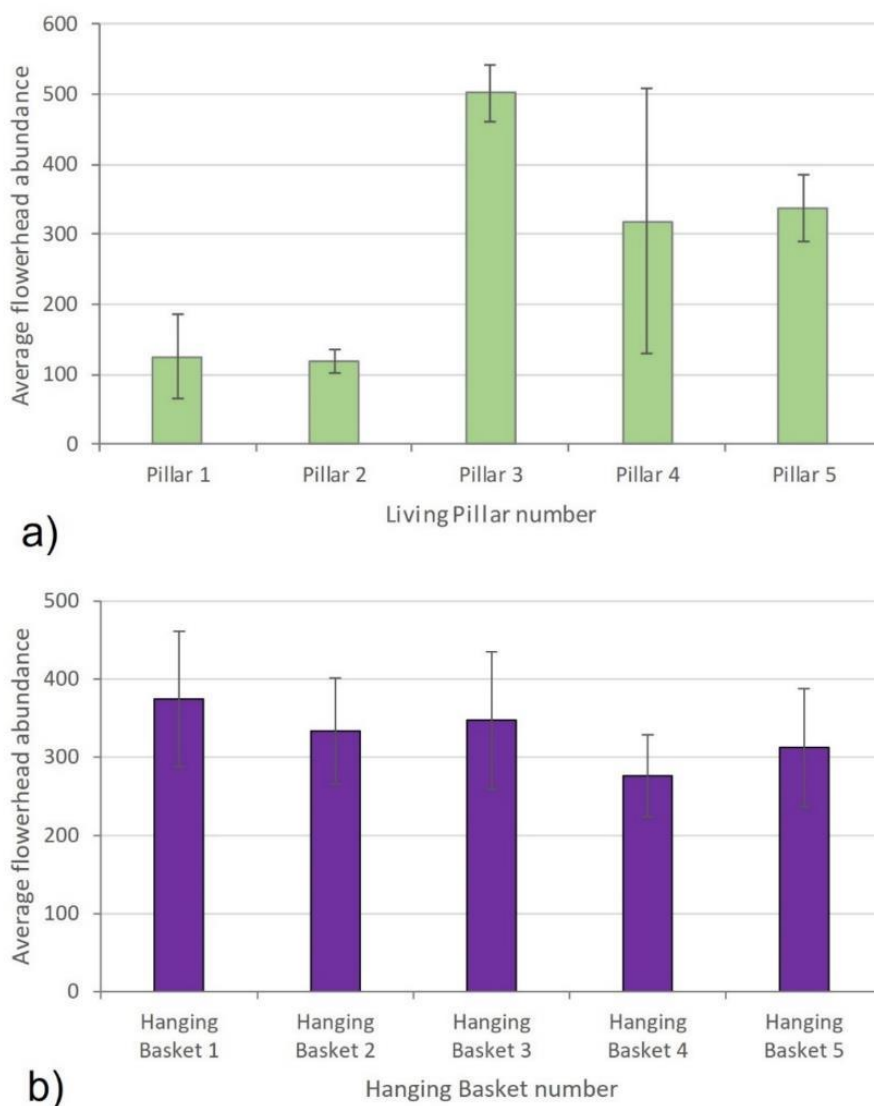 600
500
400
300
200
100
0
Average flowerhead abundance
Pillar 1 Pillar 2 Pillar 3 Pillar 4 Pillar 5
Living Pillar number
a)
500
400
300
200
100
0
Average flowerhead abundance
Hanging Hanging Hanging Hanging Hanging
Basket 1 Basket 2 Basket 3 Basket 4 Basket 5
Hanging Basket number
b)